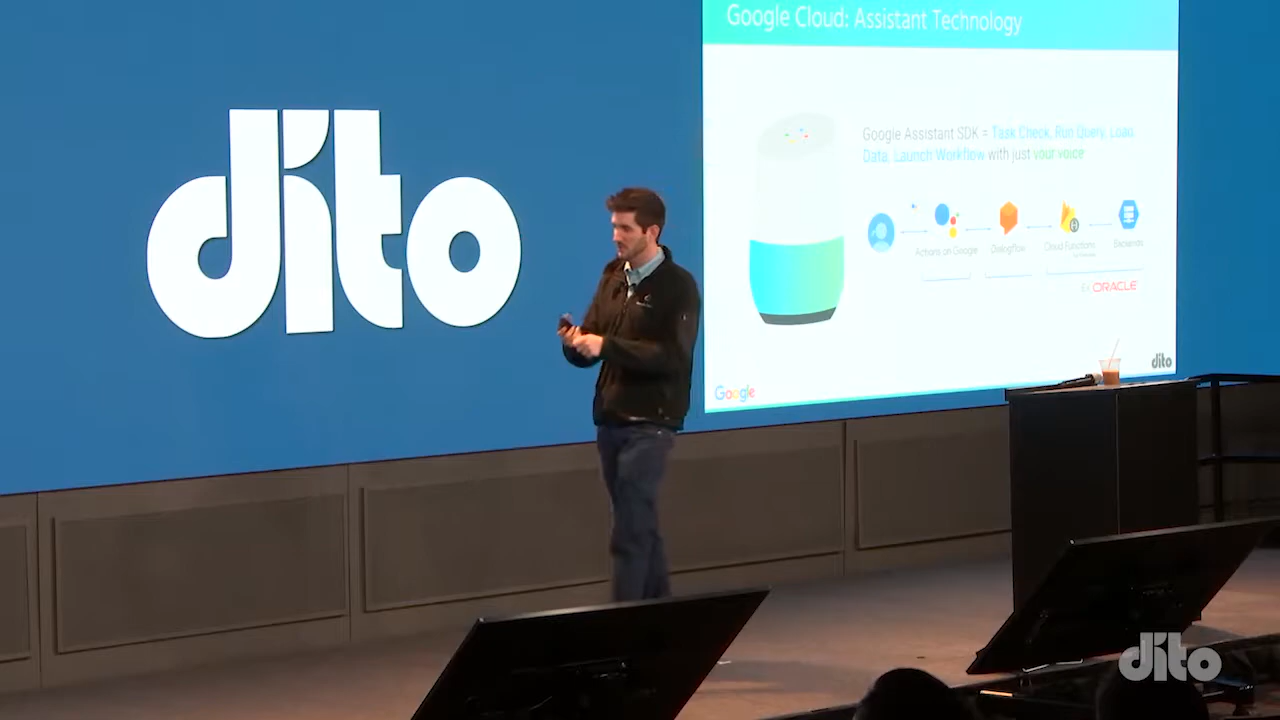 Google Cloud: Assistant Technology
dito
Google Assistant SDK = Task Check, Run Query, Load
Data, Launch Workflow with just your voice
Actions on Google
Dialogflow
Cloud Functions
Backends
Ex ORACLE
dito
Google
dito